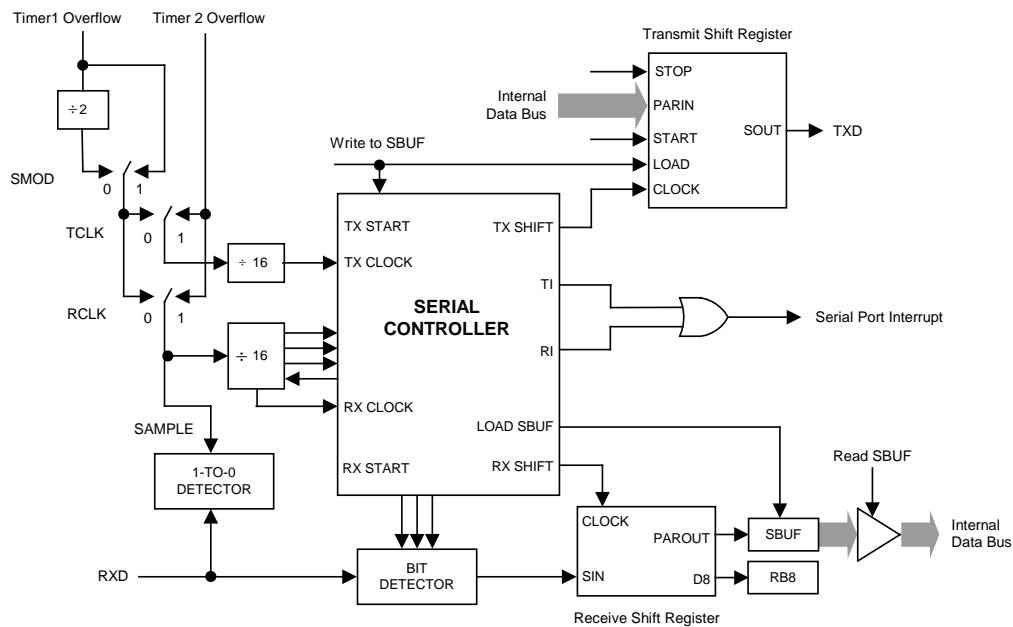 Timer1 Overflow
Timer 2 Overflow
÷2
SMOD
0
1
TCLK
0
1
RCLK
0
1
÷ 16
÷ 16
SAMPLE
1-TO-0
DETECTOR
RXD
Write to SBUF
TX START
TX CLOCK
SERIAL
CONTROLLER
RX CLOCK
RX START
TX SHIFT
TI
RI
LOAD SBUF
RX SHIFT
BIT
DETECTOR
Transmit Shift Register
Internal
Data Bus
STOP
PARIN
START
LOAD
CLOCK
SOUT
TXD
Serial Port Interrupt
CLOCK
PAROUT
SIN
D8
Receive Shift Register
SBUF
RB8
Read SBUF
Internal
Data Bus